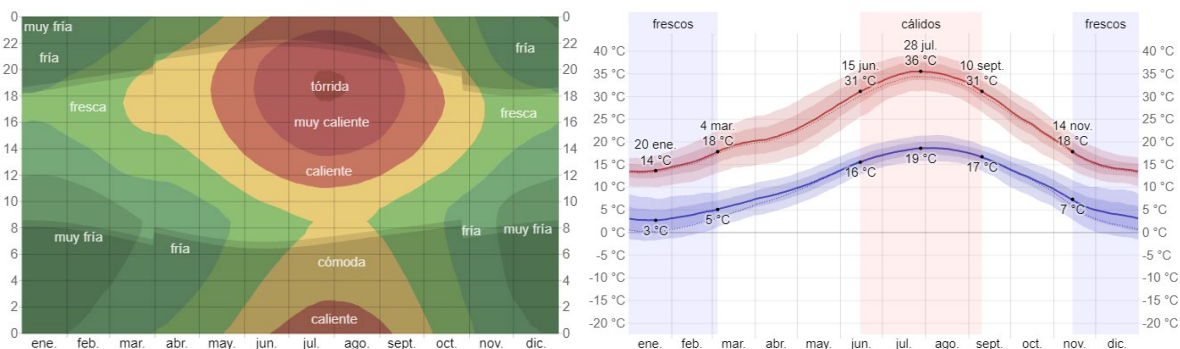 muy fría
fría
fresca
tórrida
muy caliente
caliente
muy fría
fría
cómoda
caliente
fría
fresca
fría
muy fría
0
22
20
18
16
14
12
10
8
6
4
2
0
0
22
20
18
16
14
12
10
8
6
4
2
0
ene. feb. mar. abr. may. jun. jul. ago. sept. oct. nov. dic.
frescos cálidos frescos
40 °C
35 °C
30 °C
25 °C
20 °C
15 °C
10 °C
5 °C
0 °C
-5 °C
-10 °C
-15 °C
-20 °C
20 ene.
14 °C
4 mar.
18 °C
15 jun.
31 °C
28 jul.
36 °C
10 sept.
31 °C
14 nov.
18 °C
3 °C
5 °C
16 °C
19 °C
17 °C
7 °C
40 °C
35 °C
30 °C
25 °C
20 °C
15 °C
10 °C
5 °C
0 °C
-5 °C
-10 °C
-15 °C
-20 °C
ene. feb. mar. abr. may. jun. jul. ago. sept. oct. nov. dic.